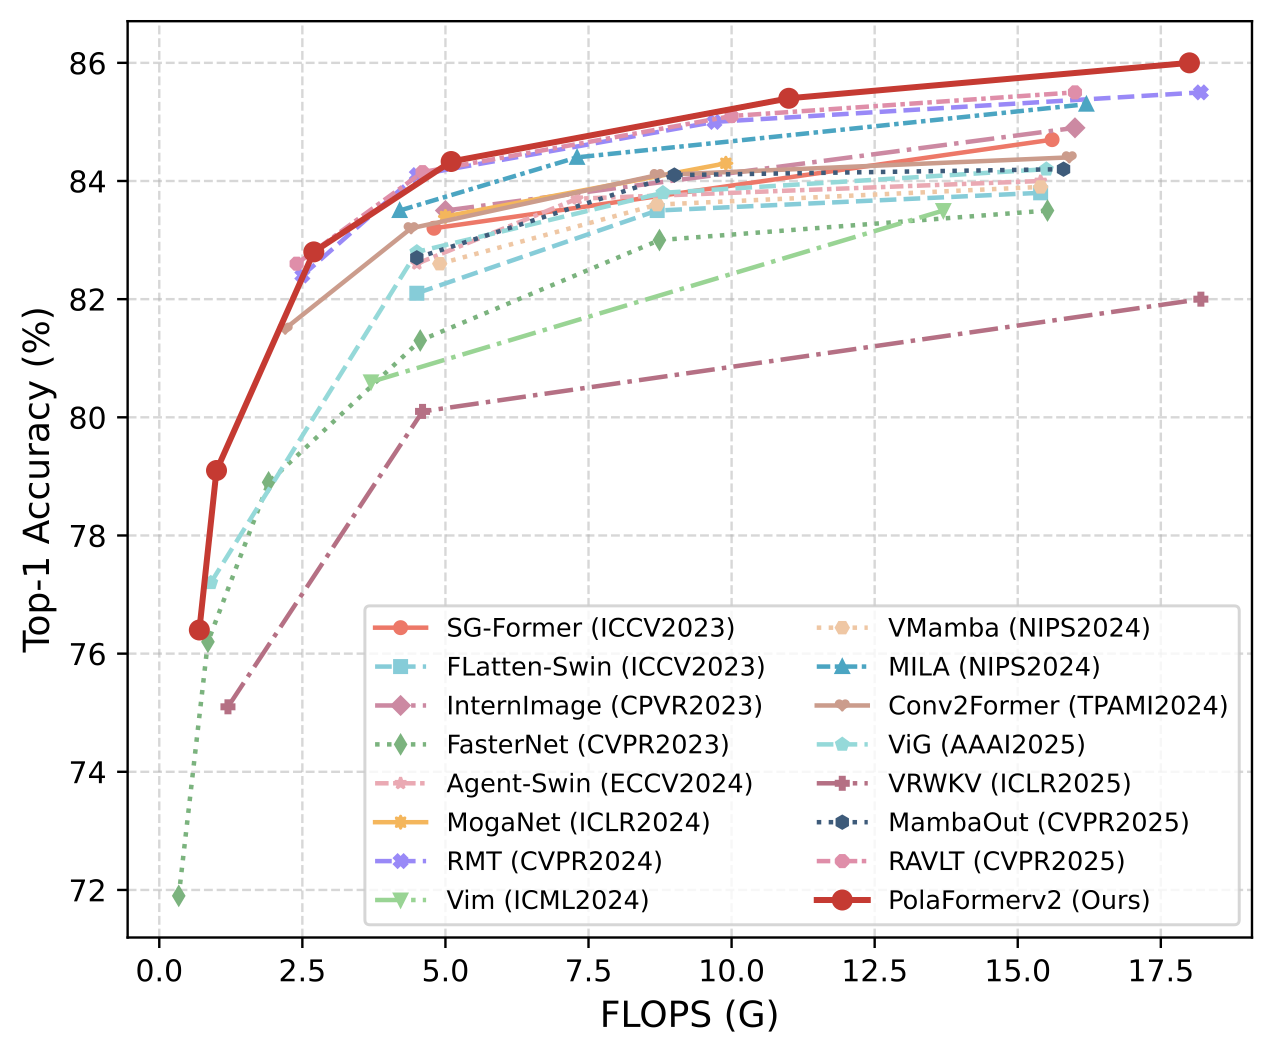 86
84
82
80
78
76
74
72
Top-1 Accuracy (%)
SG-Former (ICCV2023)
FLatten-Swin (ICCV2023)
InternImage (CPVR2023)
FasterNet (CVPR2023)
Agent-Swin (ECCV2024)
MogaNet (ICLR2024)
RMT (CVPR2024)
Vim (ICML2024)
VMamba (NIPS2024)
MILA (NIPS2024)
Conv2Former (TPAMI2024)
ViG (AAAI2025)
VRWKV (ICLR2025)
MambaOut (CVPR2025)
RAVLT (CVPR2025)
PolaFormerv2 (Ours)
0.0 2.5 5.0 7.5 10.0 12.5 15.0 17.5
FLOPS (G)